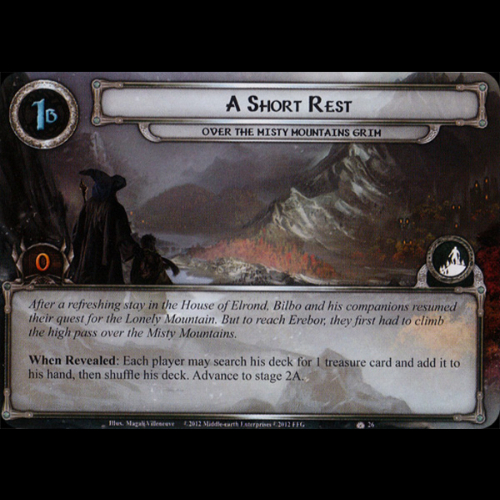 1B
A Short Rest
Over the Misty Mountains Grim
0
After a refreshing stay in the House of Elrond, Bilbo and his companions resumed
their quest for the Lonely Mountain. But to reach Erebor, they first had to climb
the high pass over the Misty Mountains.
When Revealed: Each player may search his deck for 1 treasure card and add it to
his hand, then shuffle his deck. Advance to stage 2A.
Illus. Magali Villeneuve ©2012 Middle-earth Enterprises ©2012 FFG 26